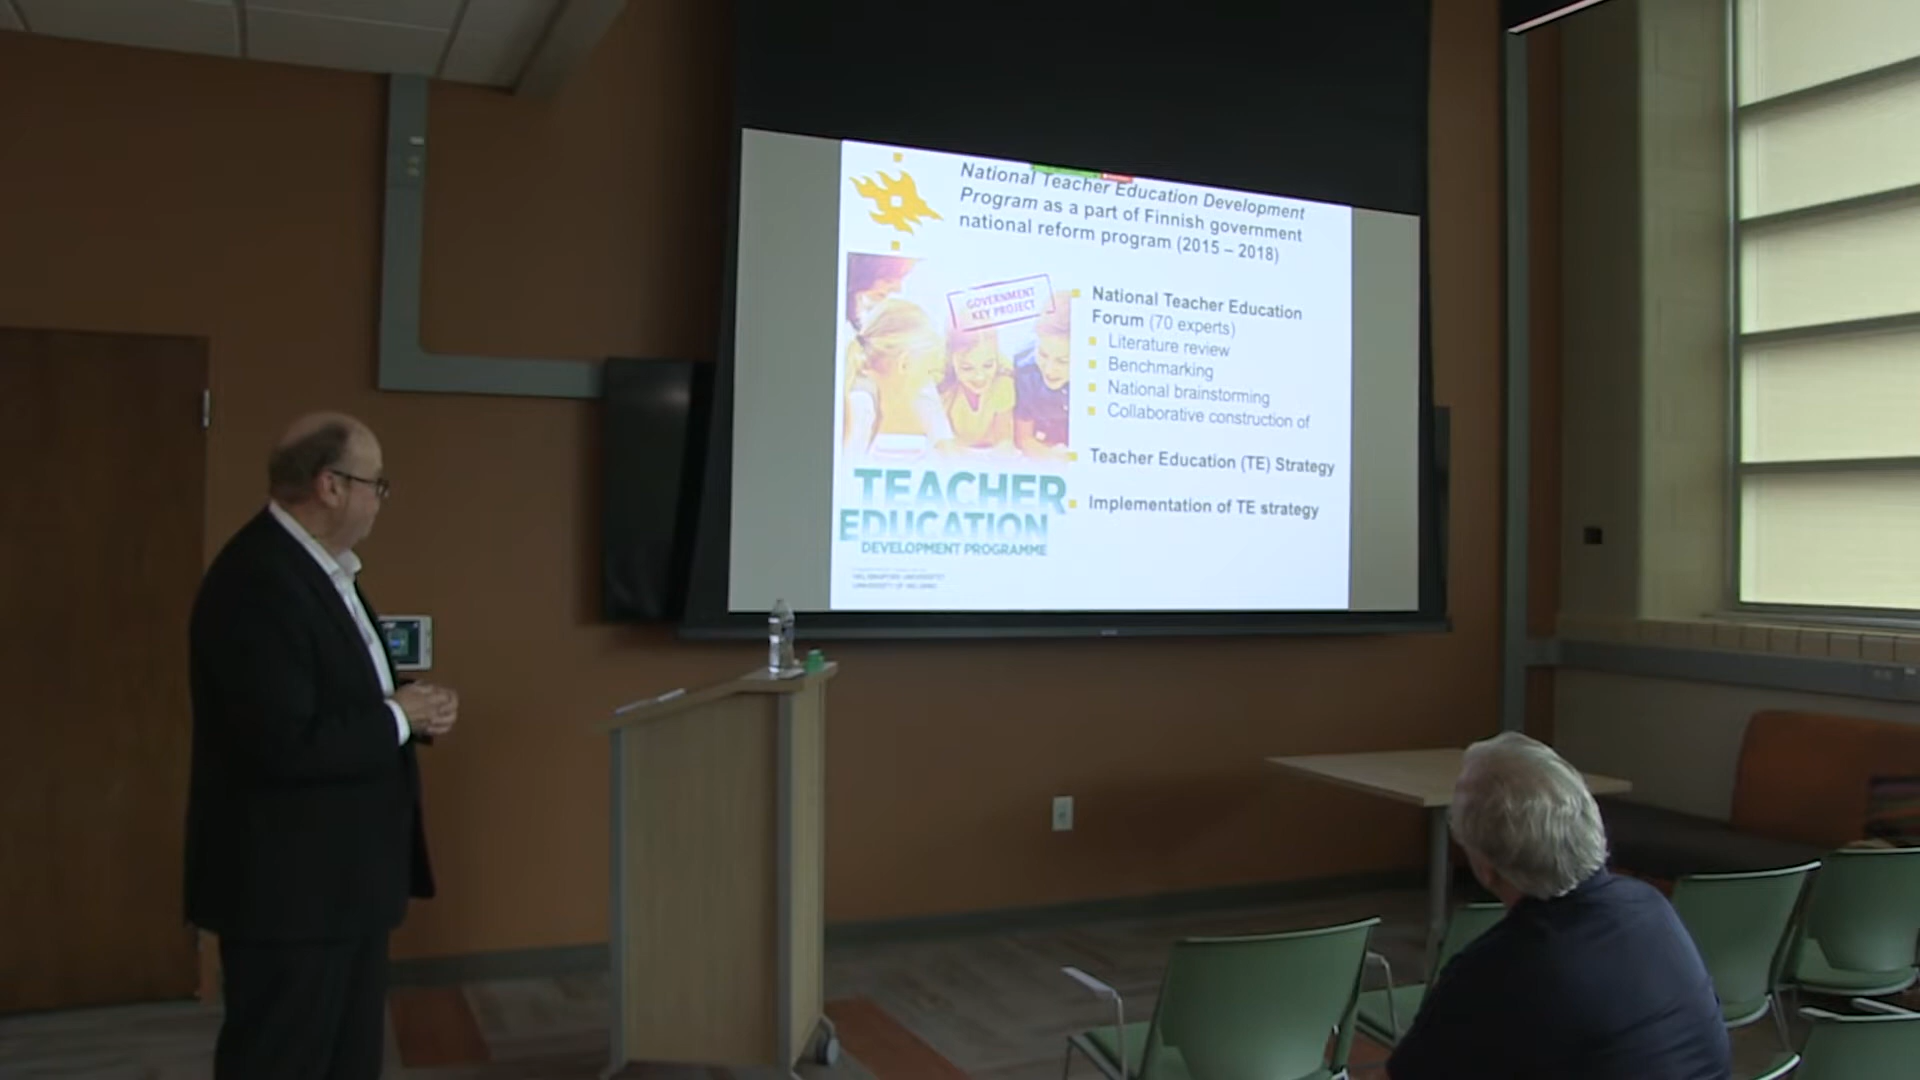 National Teacher Education Development
Program as a part of Finnish government
national reform program (2015 – 2018)
GOVERNMENT
KEY PROJECT
National Teacher Education
Forum (70 experts)
Literature review
Benchmarking
National brainstorming
Collaborative construction of
Teacher Education (TE) Strategy
Implementation of TE strategy
TEACHER
EDUCATION
DEVELOPMENT PROGRAMME
UNIVERSITY OF HELSINKI